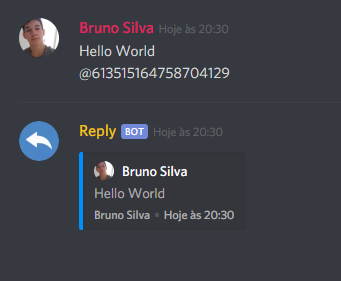 Bruno Silva Hoje às 20:30
Hello World
@613515164758704129
Reply BOT Hoje às 20:30
Bruno Silva
Hello World
Bruno Silva • Hoje às 20:30